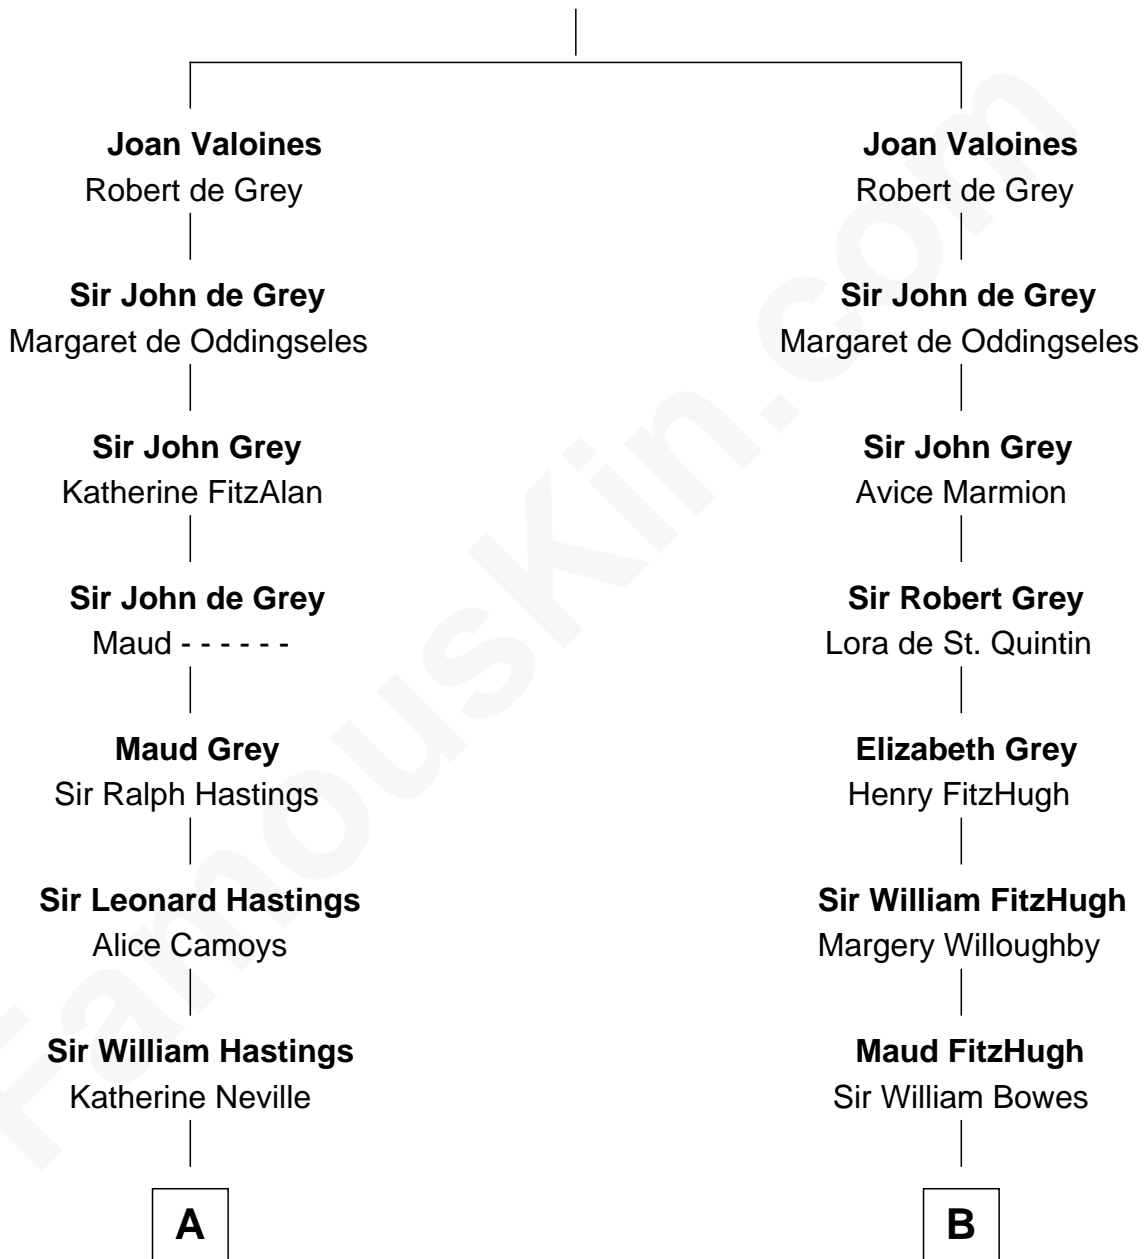 Joan Valoines
Robert de Grey
Sir John de Grey
Margaret de Oddingseles
Sir John Grey
Katherine FitzAlan
Sir John de Grey
Maud - - - - - -
Maud Grey
Sir Ralph Hastings
Sir Leonard Hastings
Alice Camoys
Sir William Hastings
Katherine Neville
A
Joan Valoines
Robert de Grey
Sir John de Grey
Margaret de Oddingseles
Sir John Grey
Avice Marmion
Sir Robert Grey
Lora de St. Quintin
Elizabeth Grey
Henry FitzHugh
Sir William FitzHugh
Margery Willoughby
Maud FitzHugh
Sir William Bowes
B
FamousKin.com